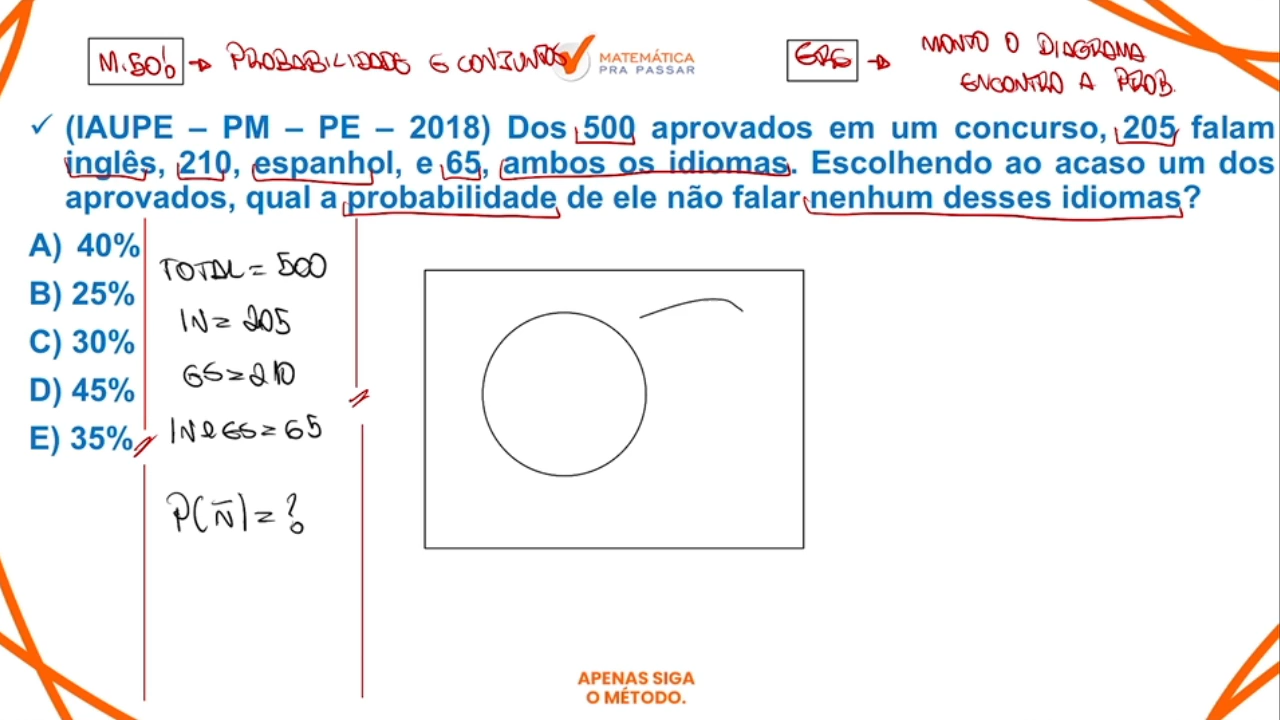 M.50% → PROBABILIDADE E CONJUNTOS
MATEMÁTICA
PRA PASSAR
→ MONTO O DIAGRAMA
ENCONTRO A PROB.
✓ (IAUPE – PM – PE – 2018) Dos 500 aprovados em um concurso, 205 falam
inglês, 210, espanhol, e 65, ambos os idiomas. Escolhendo ao acaso um dos
aprovados, qual a probabilidade de ele não falar nenhum desses idiomas?
A) 40%
B) 25%
C) 30%
D) 45%
E) 35%
TOTAL = 500
IN = 205
ES = 210
IN e ES = 65
P(N̄) = ?
APENAS SIGA
O MÉTODO.